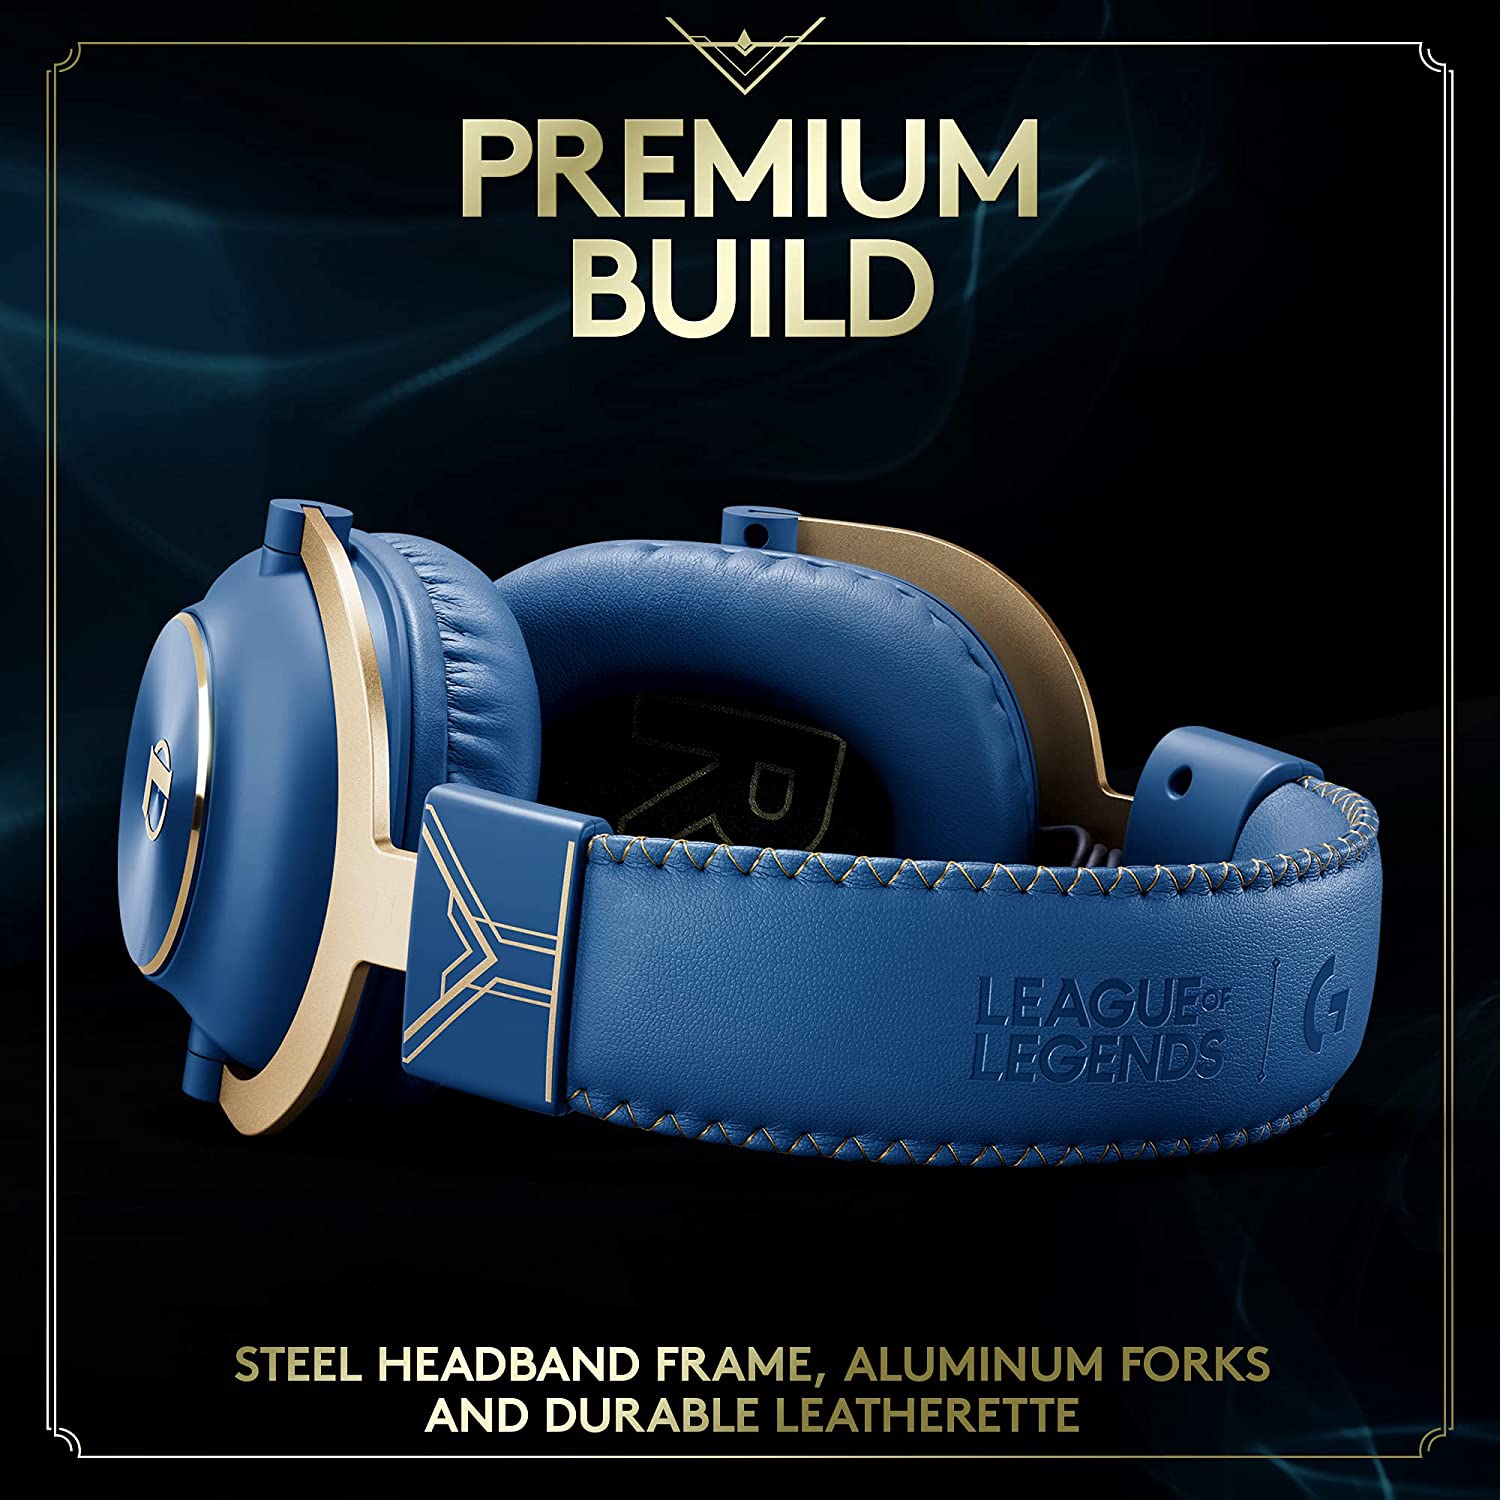 PREMIUM
BUILD
R
LEAGUE OF
LEGENDS
G
STEEL HEADBAND FRAME, ALUMINUM FORKS
AND DURABLE LEATHERETTE